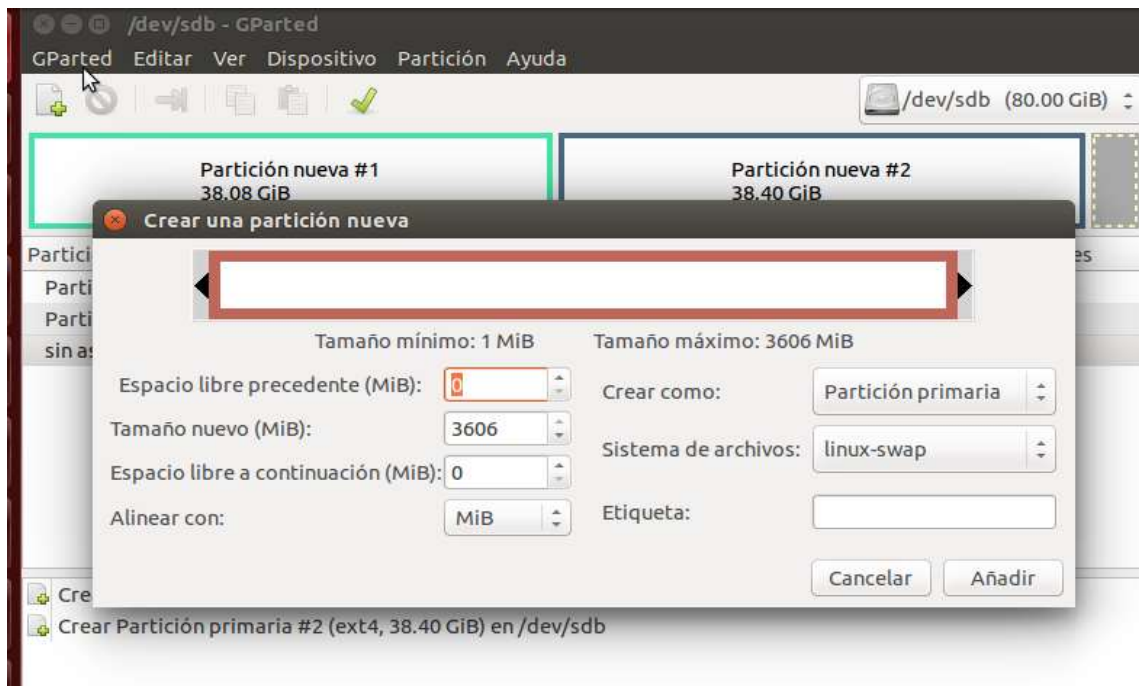 /dev/sdb - GParted
GParted Editar Ver Dispositivo Partición Ayuda
/dev/sdb (80.00 GiB)
Partición nueva #1
38.08 GiB
Partición nueva #2
38.40 GiB
Crear una partición nueva
Tamaño mínimo: 1 MiB Tamaño máximo: 3606 MiB
Espacio libre precedente (MiB): 0
Crear como: Partición primaria
Tamaño nuevo (MiB): 3606
Sistema de archivos: linux-swap
Espacio libre a continuación (MiB): 0
Alinear con: MiB
Etiqueta:
Cancelar Añadir
Crear Partición primaria #2 (ext4, 38.40 GiB) en /dev/sdb